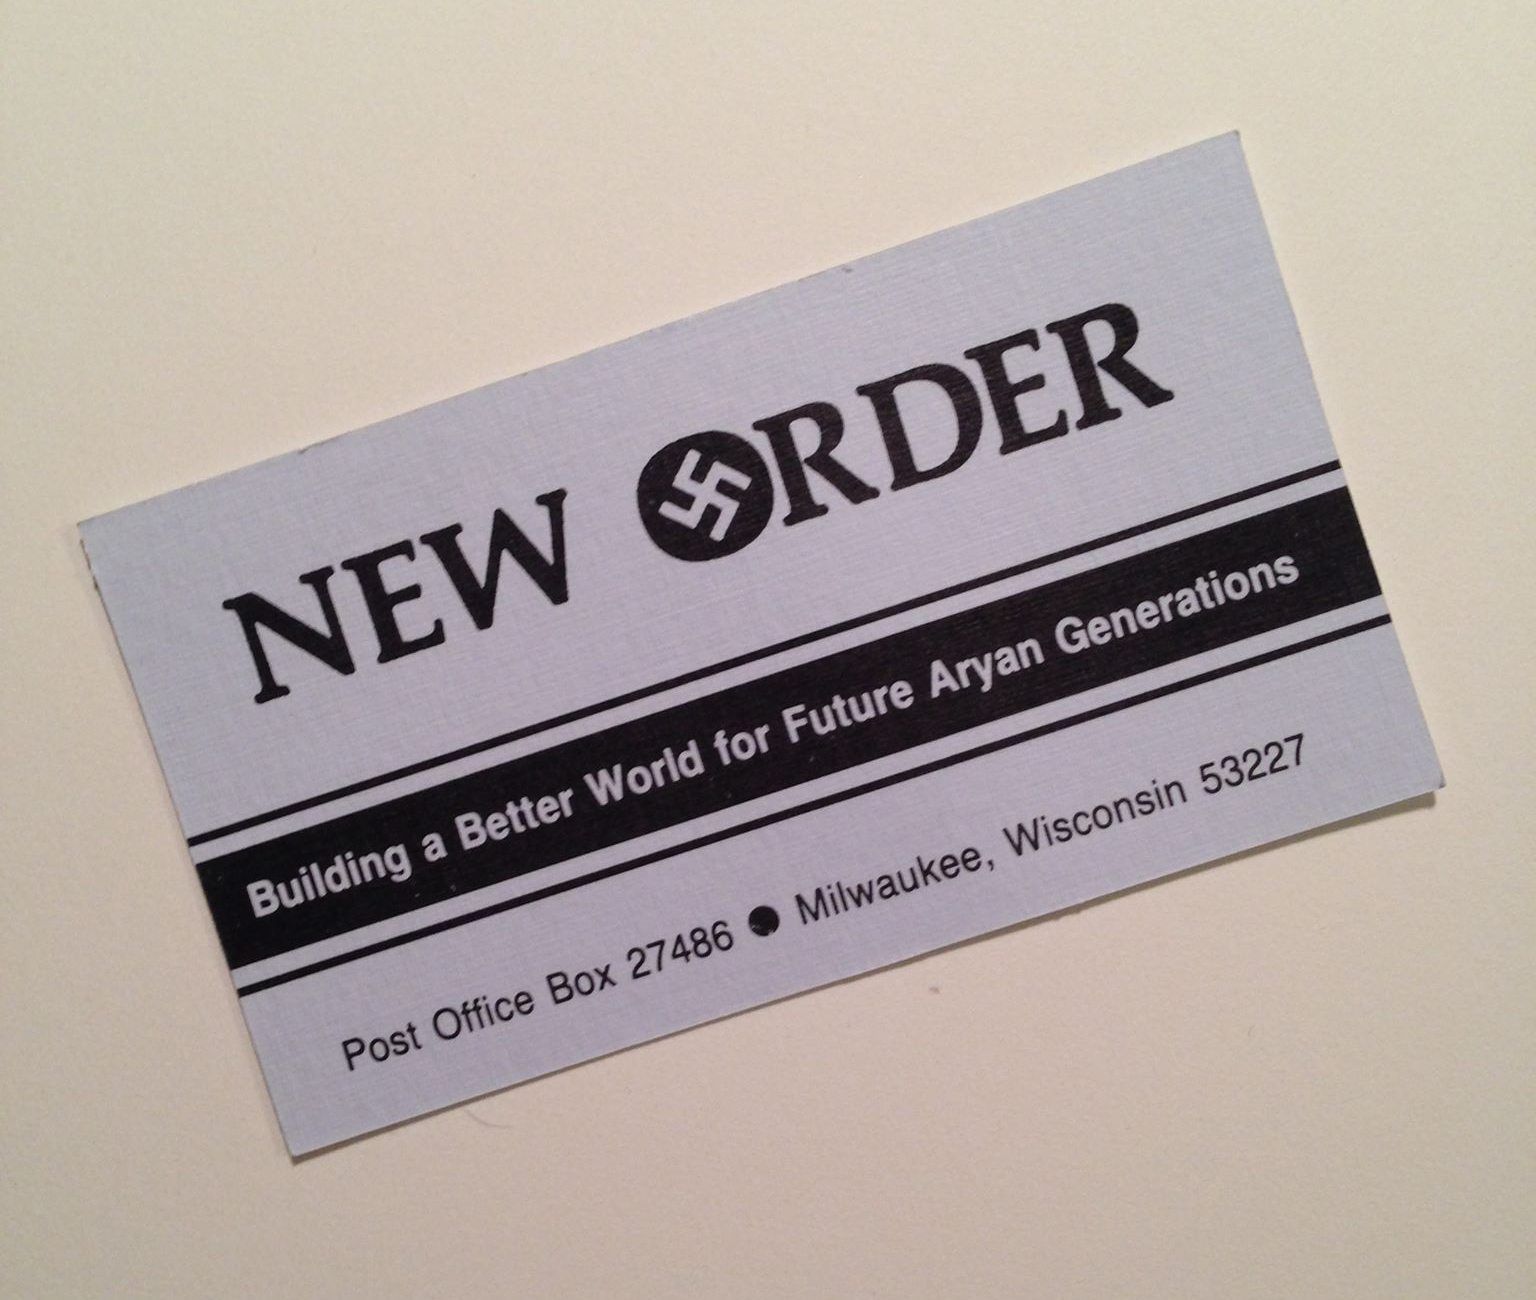 NEW ORDER
Building a Better World for Future Aryan Generations
Post Office Box 27486 ● Milwaukee, Wisconsin 53227